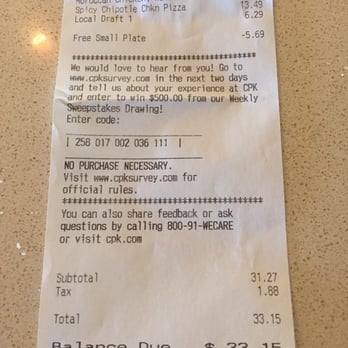 Spicy Chipotle Chkn Pizza 13.49
Local Draft 1 6.29
Free Small Plate -5.69
************************************
We would love to hear from you! Go to
www.cpksurvey.com in the next two days
and tell us about your experience at CPK
and enter to win $500.00 from our Weekly
Sweepstakes Drawing!
Enter code:
| 258 017 002 036 111 |
NO PURCHASE NECESSARY.
Visit www.cpksurvey.com for
official rules.
************************************
You can also share feedback or ask
questions by calling 800-91-WECARE
or visit cpk.com
Subtotal 31.27
Tax 1.88
Total 33.15
Balance Due $ 33.15